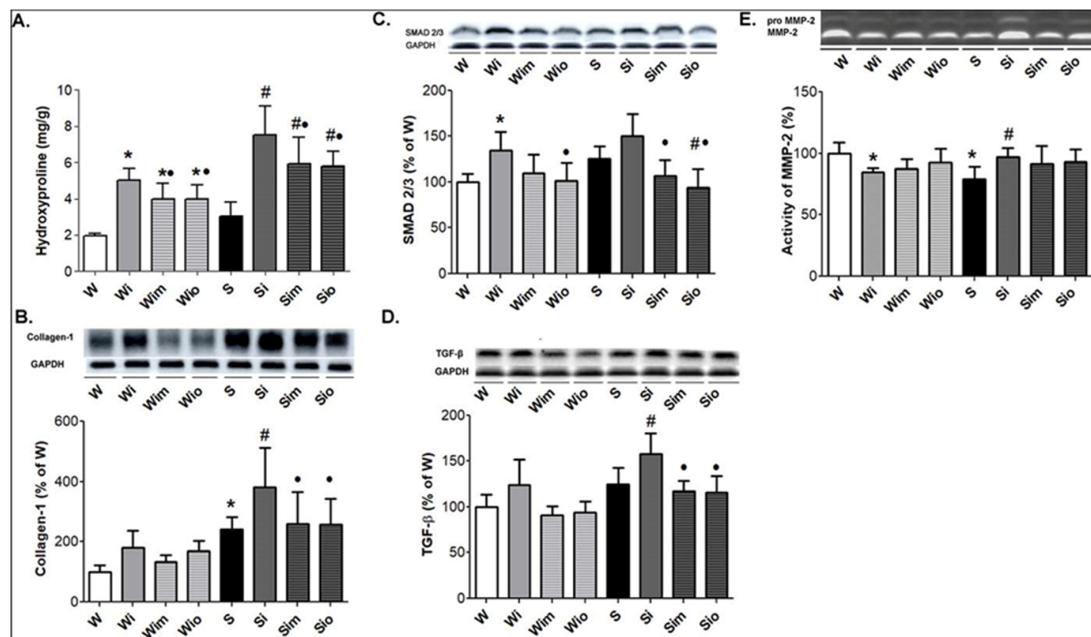 A.
Hydroxyproline (mg/g)
10
8
6
4
2
0
*
*•
*•
#
#•
#•
W Wi Wim Wio S Si Sim Sio
B.
Collagen-1
GAPDH
W Wi Wim Wio S Si Sim Sio
Collagen-1 (% of W)
600
400
200
0
*
#
•
•
W Wi Wim Wio S Si Sim Sio
C.
SMAD 2/3
GAPDH
W Wi Wim Wio S Si Sim Sio
SMAD 2/3 (% of W)
200
150
100
50
0
*
•
•
#•
W Wi Wim Wio S Si Sim Sio
D.
TGF-β
GAPDH
W Wi Wim Wio S Si Sim Sio
TGF-β (% of W)
200
150
100
50
0
#
•
•
W Wi Wim Wio S Si Sim Sio
E.
pro MMP-2
MMP-2
W Wi Wim Wio S Si Sim Sio
Activity of MMP-2 (%)
150
100
50
0
*
*
#
W Wi Wim Wio S Si Sim Sio